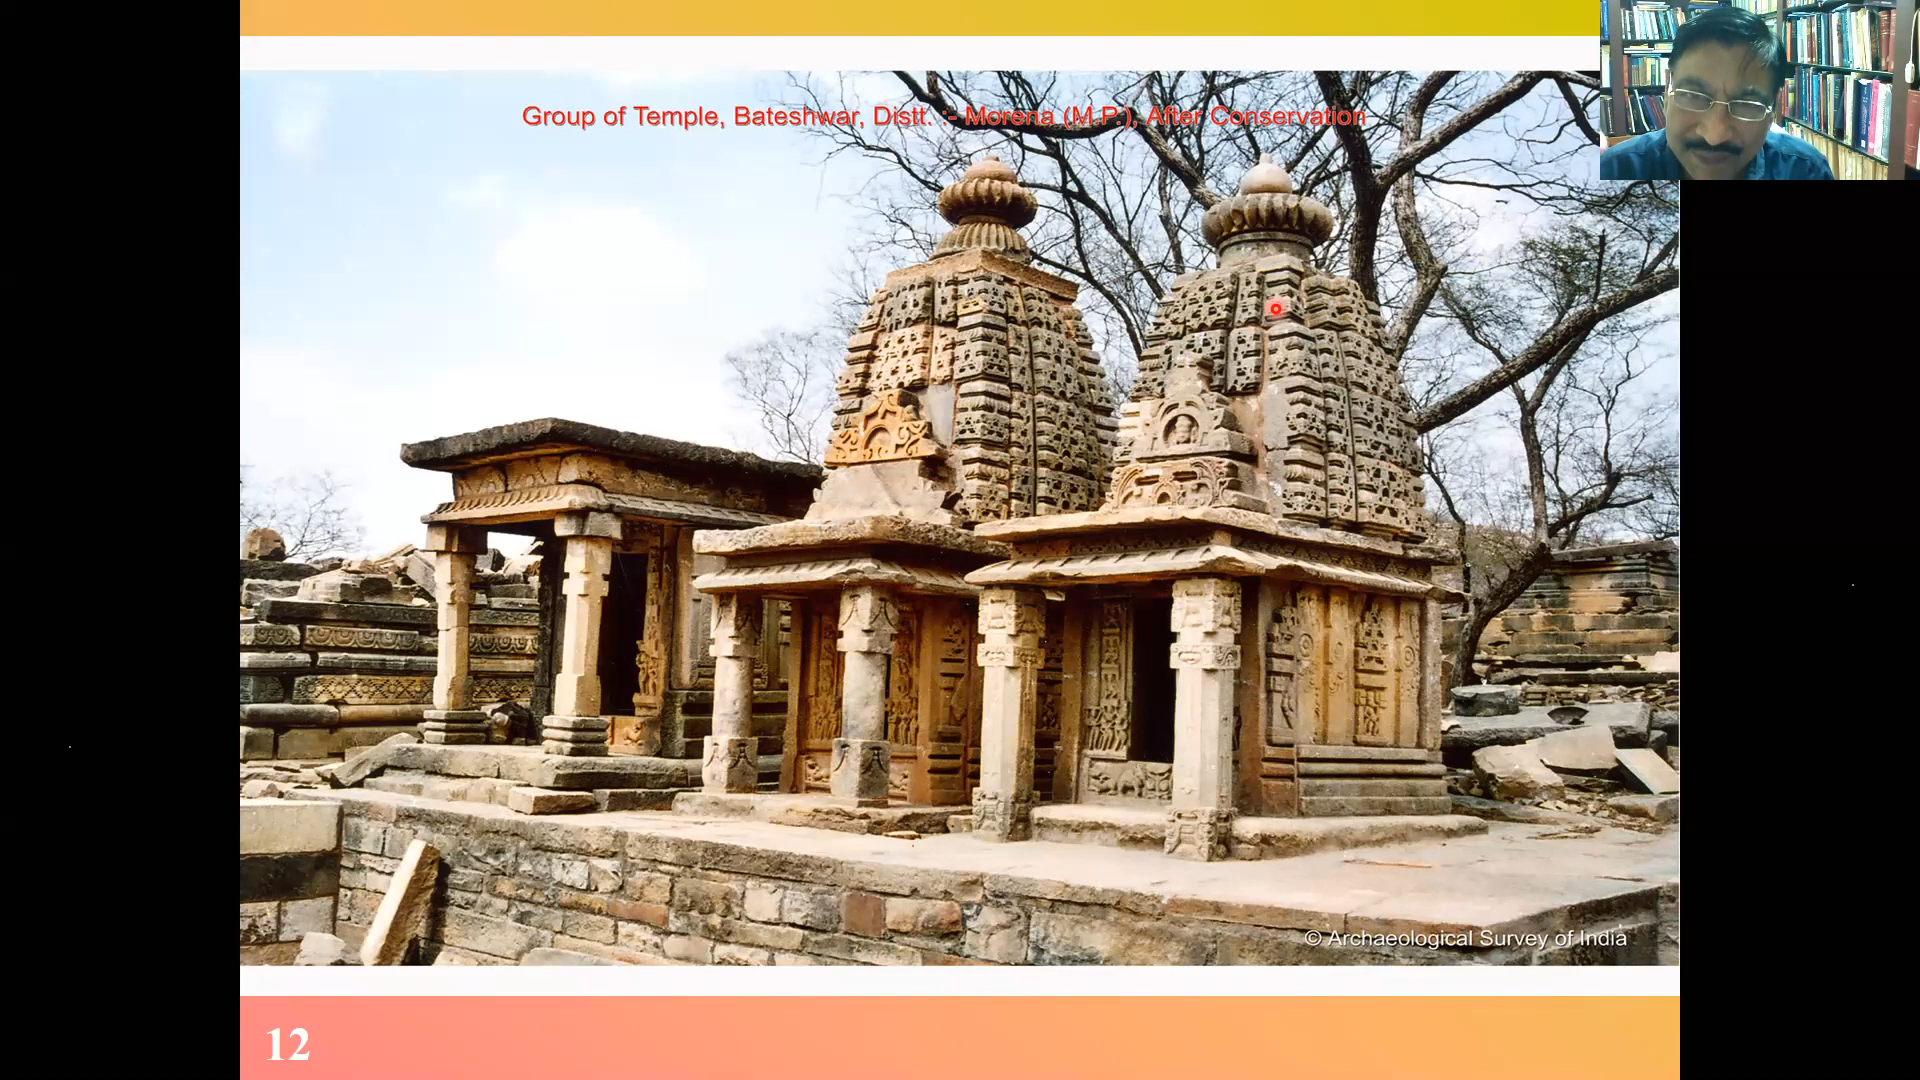 Group of Temple, Bateshwar, Distt. :- Morena (M.P.), After Conservation
© Archaeological Survey of India
12